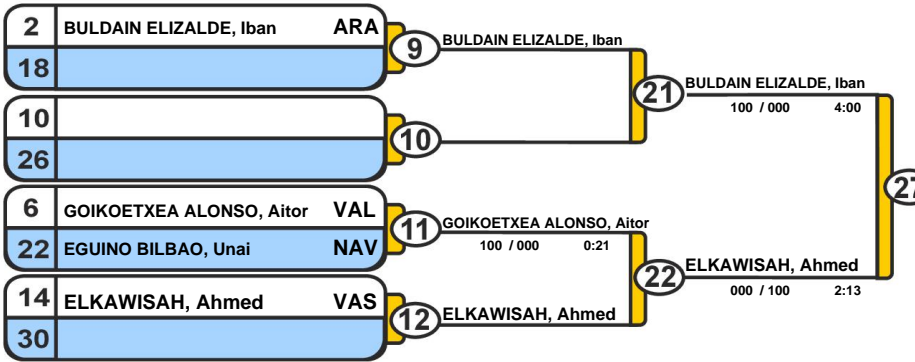 2 BULDAIN ELIZALDE, Iban ARA
18
9
BULDAIN ELIZALDE, Iban
10
26
10
21
BULDAIN ELIZALDE, Iban
100 / 000 4:00
6 GOIKOETXEA ALONSO, Aitor VAL
22 EGUINO BILBAO, Unai NAV
11
GOIKOETXEA ALONSO, Aitor
100 / 000 0:21
14 ELKAWISAH, Ahmed VAS
30
12
ELKAWISAH, Ahmed
22
ELKAWISAH, Ahmed
000 / 100 2:13
27